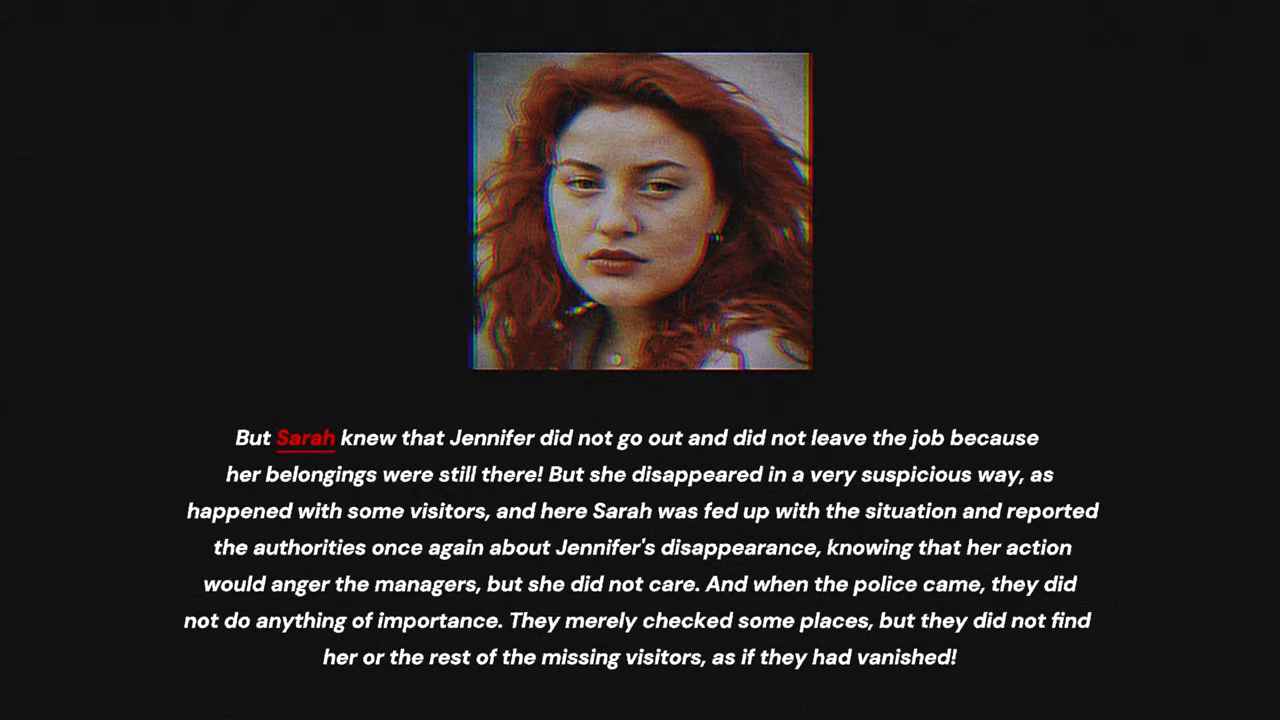 But Sarah knew that Jennifer did not go out and did not leave the job because
her belongings were still there! But she disappeared in a very suspicious way, as
happened with some visitors, and here Sarah was fed up with the situation and reported
the authorities once again about Jennifer's disappearance, knowing that her action
would anger the managers, but she did not care. And when the police came, they did
not do anything of importance. They merely checked some places, but they did not find
her or the rest of the missing visitors, as if they had vanished!